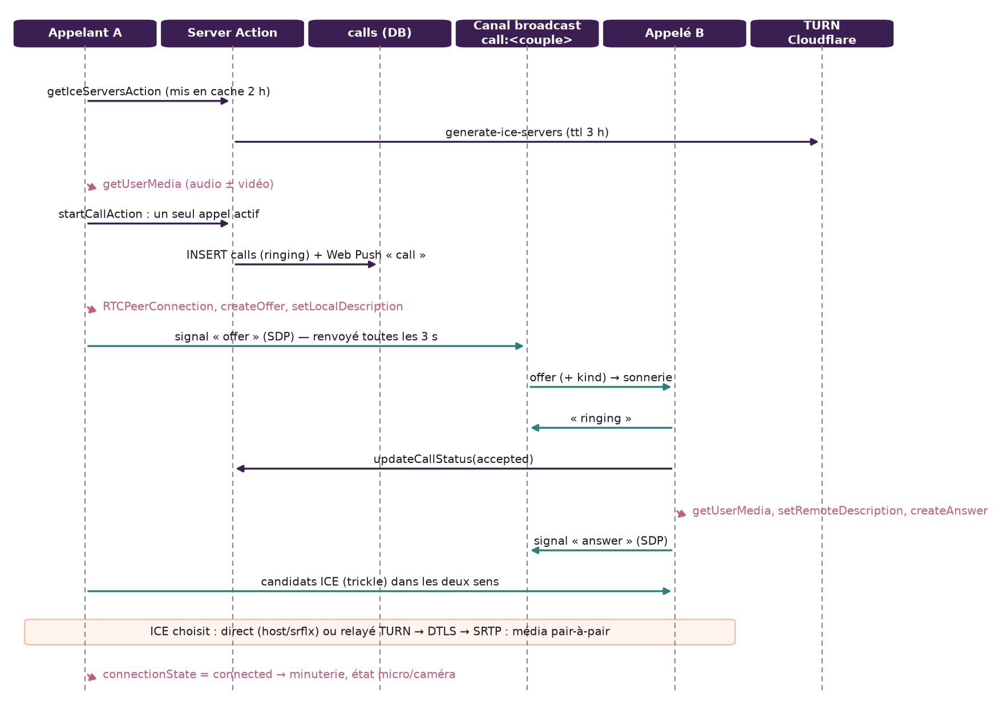 Appelant A
Server Action
calls (DB)
Canal broadcast
call:<couple>
Appelé B
TURN
Cloudflare
getIceServersAction (mis en cache 2 h)
generate-ice-servers (ttl 3 h)
getUserMedia (audio ± vidéo)
startCallAction : un seul appel actif
INSERT calls (ringing) + Web Push « call »
RTCPeerConnection, createOffer, setLocalDescription
signal « offer » (SDP) — renvoyé toutes les 3 s
offer (+ kind) → sonnerie
« ringing »
updateCallStatus(accepted)
getUserMedia, setRemoteDescription, createAnswer
signal « answer » (SDP)
candidats ICE (trickle) dans les deux sens
ICE choisit : direct (host/srflx) ou relayé TURN → DTLS → SRTP : média pair-à-pair
connectionState = connected → minuterie, état micro/caméra